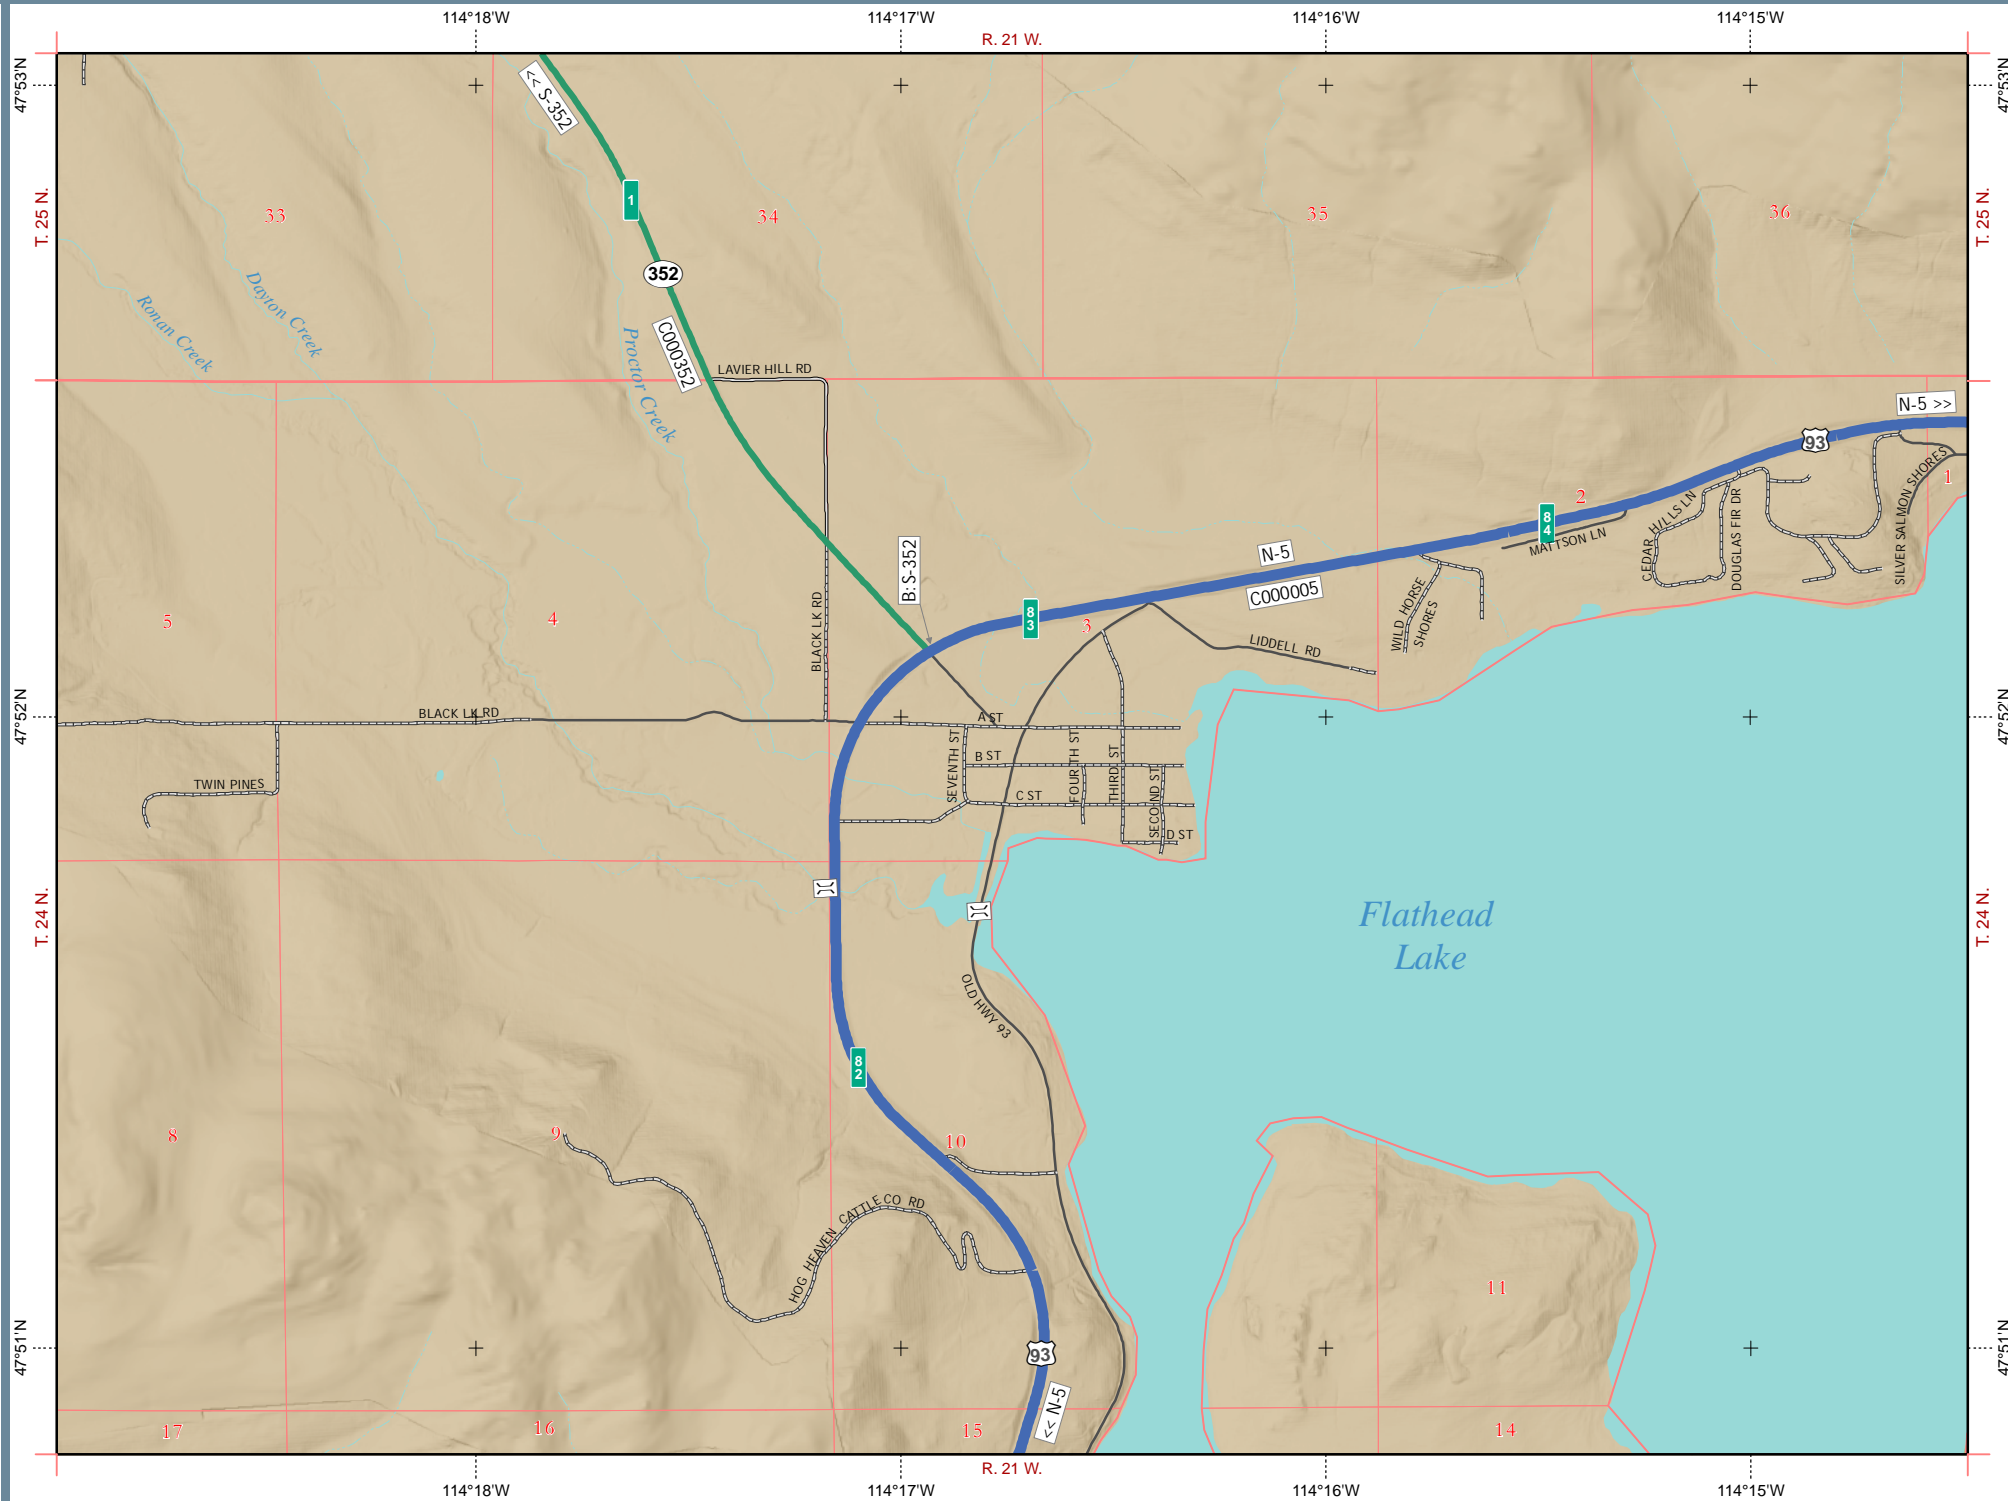 114°18'W
114°17'W
114°16'W
114°15'W
R. 21 W.
47°53'N
47°53'N
<< S-352
1
T. 25 N.
T. 25 N.
33
34
35
36
352
Dayton Creek
Ronan Creek
Proctor Creek
C000352
LAVIER HILL RD
N-5 >>
93
1
2
84
SILVER SALMON SHORES
CEDAR HILLS LN
DOUGLAS FIR DR
MATTSON LN
N-5
C000005
B: S-352
83
3
WILD HORSE
SHORES
LIDDELL RD
5
4
BLACK LK RD
47°52'N
47°52'N
BLACK LK RD
A ST
SEVENTH ST
B ST
FOURTH ST
THIRD ST
SECOND ST
C ST
D ST
TWIN PINES
T. 24 N.
T. 24 N.
Flathead
Lake
OLD HWY 93
82
8
9
10
HOG HEAVEN CATTLE CO RD
11
47°51'N
47°51'N
93
<< N-5
17
16
15
14
R. 21 W.
114°18'W
114°17'W
114°16'W
114°15'W